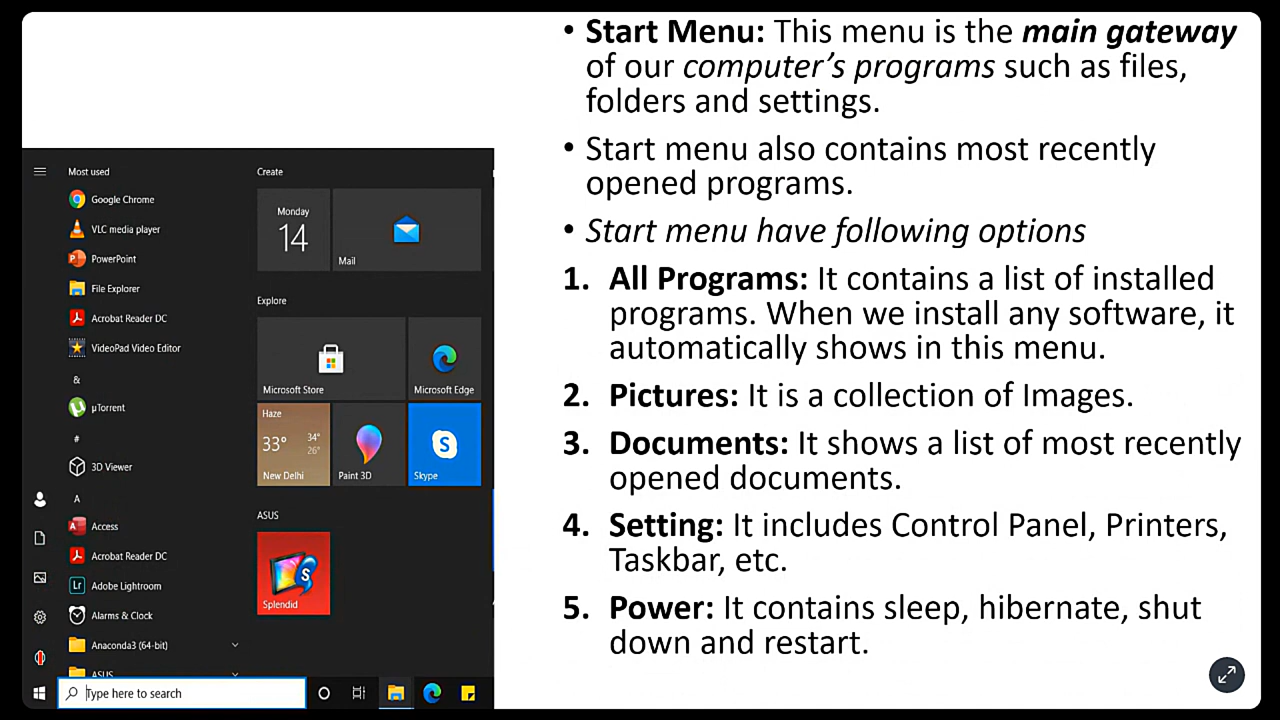 Most used
Google Chrome
VLC media player
PowerPoint
File Explorer
Acrobat Reader DC
VideoPad Video Editor
&
µTorrent
#
3D Viewer
A
Access
Acrobat Reader DC
Adobe Lightroom
Alarms & Clock
Anaconda3 (64-bit)
ASUS
Type here to search
Create
Monday
14
Mail
Explore
Microsoft Store
Microsoft Edge
Haze
33° 34°
26°
New Delhi
Paint 3D
Skype
ASUS
Splendid
• Start Menu: This menu is the main gateway
of our computer’s programs such as files,
folders and settings.
• Start menu also contains most recently
opened programs.
• Start menu have following options
1. All Programs: It contains a list of installed
programs. When we install any software, it
automatically shows in this menu.
2. Pictures: It is a collection of Images.
3. Documents: It shows a list of most recently
opened documents.
4. Setting: It includes Control Panel, Printers,
Taskbar, etc.
5. Power: It contains sleep, hibernate, shut
down and restart.